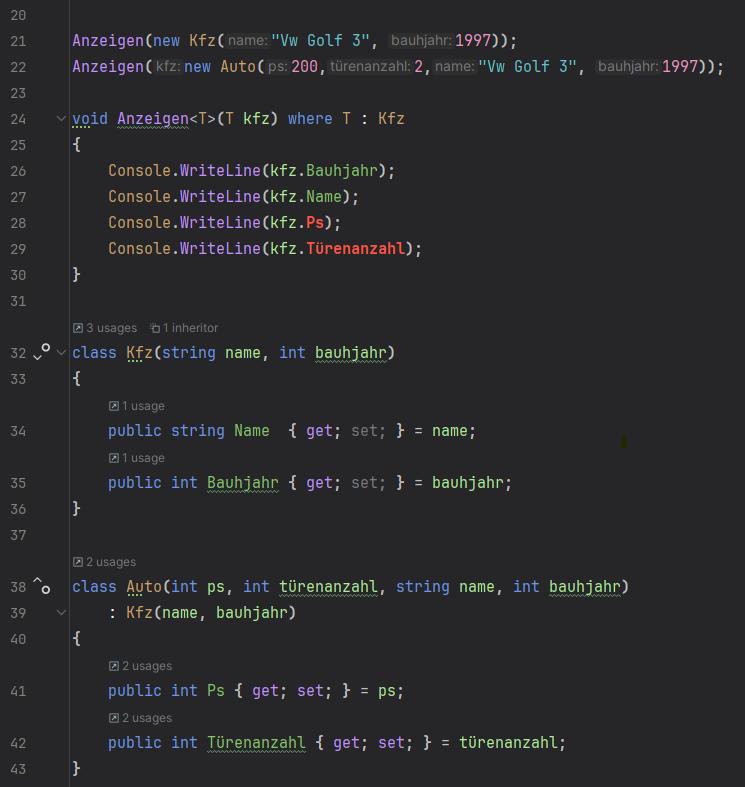 20
21 Anzeigen(new Kfz( name: "Vw Golf 3", bauhjahr: 1997));
22 Anzeigen( kfz: new Auto( ps: 200, türenanzahl: 2, name: "Vw Golf 3", bauhjahr: 1997));
23
24 void Anzeigen<T>(T kfz) where T : Kfz
25 {
26 Console.WriteLine(kfz.Bauhjahr);
27 Console.WriteLine(kfz.Name);
28 Console.WriteLine(kfz.Ps);
29 Console.WriteLine(kfz.Türenanzahl);
30 }
31
3 usages 1 inheritor
32 class Kfz(string name, int bauhjahr)
33 {
1 usage
34 public string Name { get; set; } = name;
1 usage
35 public int Bauhjahr { get; set; } = bauhjahr;
36 }
37
2 usages
38 class Auto(int ps, int türenanzahl, string name, int bauhjahr)
39 : Kfz(name, bauhjahr)
40 {
2 usages
41 public int Ps { get; set; } = ps;
2 usages
42 public int Türenanzahl { get; set; } = türenanzahl;
43 }